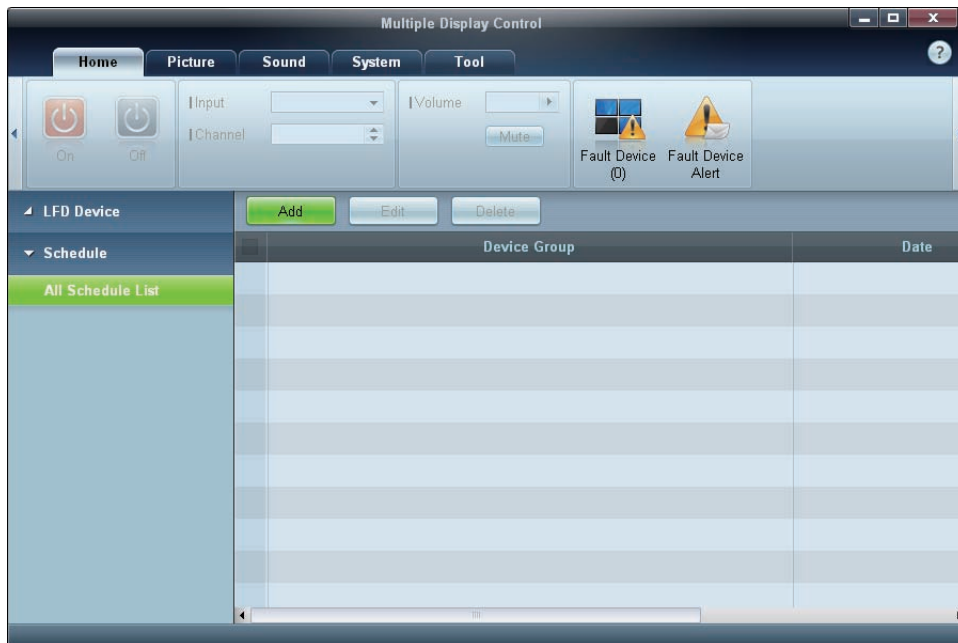 Multiple Display Control
Home Picture Sound System Tool
Input
Volume
Channel
Mute
On Off
Fault Device
(0)
Fault Device
Alert
LFD Device
Add Edit Delete
Schedule
Device Group Date
All Schedule List